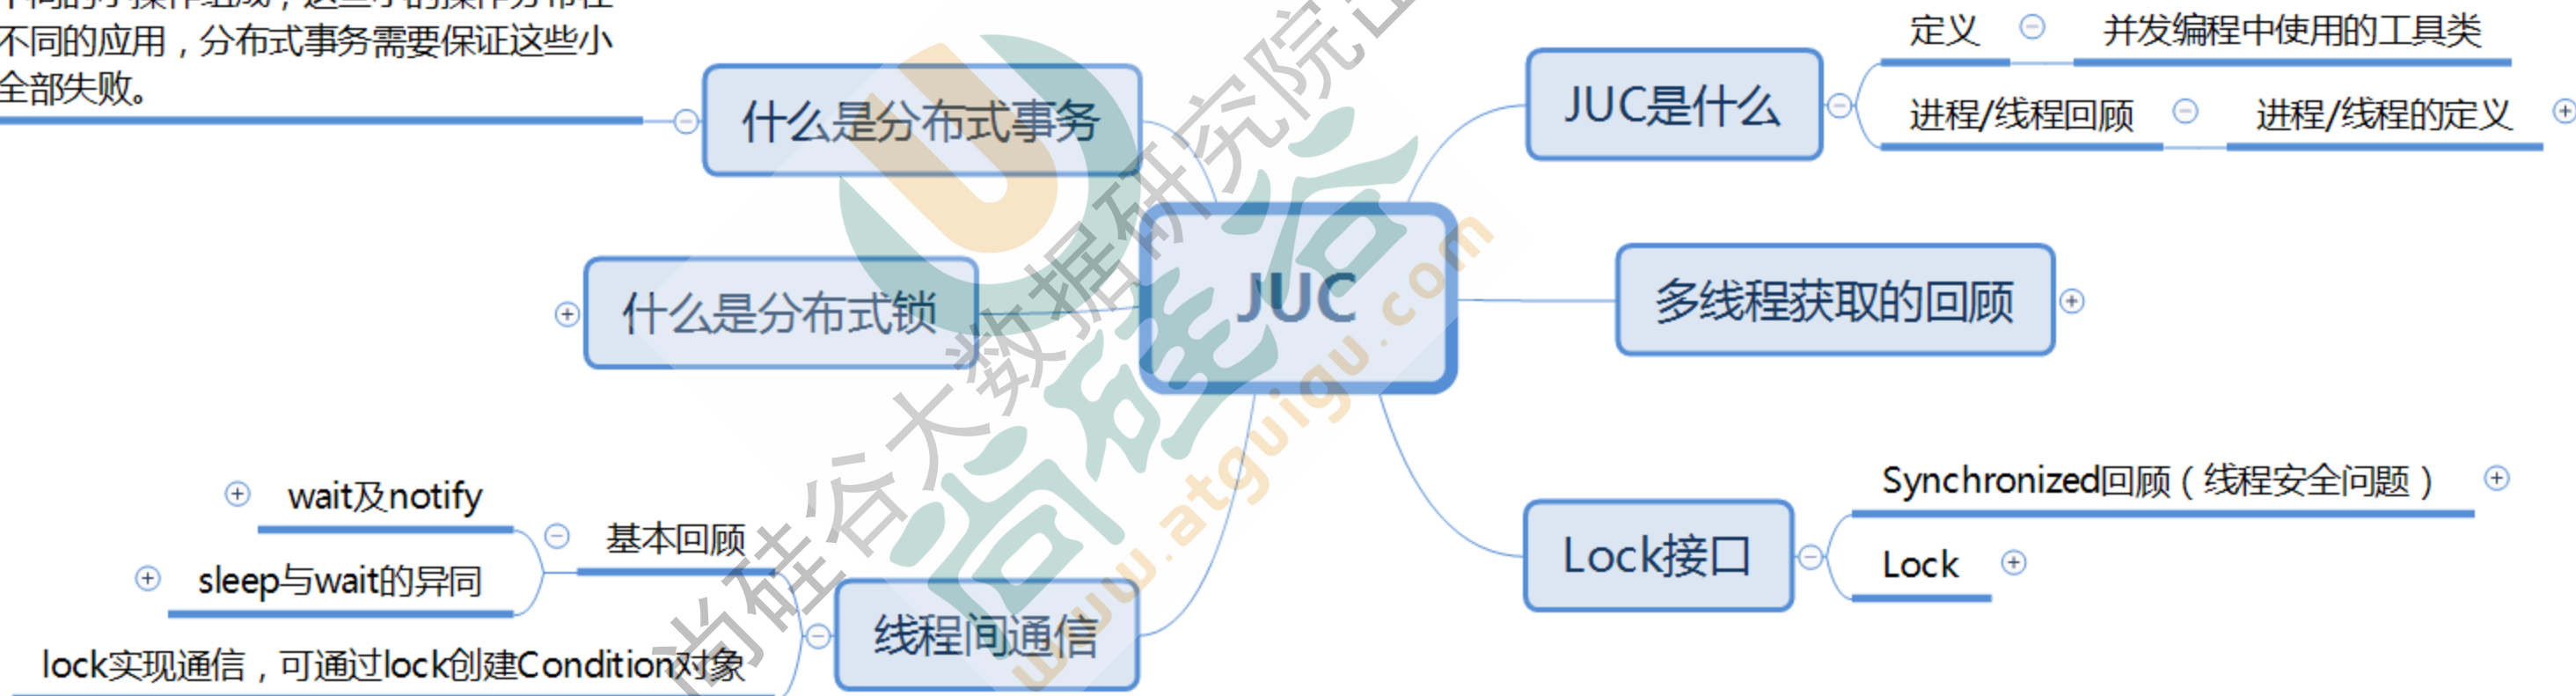 不同的应用，分布式事务需要保证这些小
全部失败。
什么是分布式事务
什么是分布式锁
wait及notify
sleep与wait的异同
基本回顾
lock实现通信，可通过lock创建Condition对象
线程间通信
JUC
JUC是什么
定义
并发编程中使用的工具类
进程/线程回顾
进程/线程的定义
多线程获取的回顾
Lock接口
Synchronized回顾（线程安全问题）
Lock
尚硅谷大数据研究院
尚硅谷
www.atguigu.com